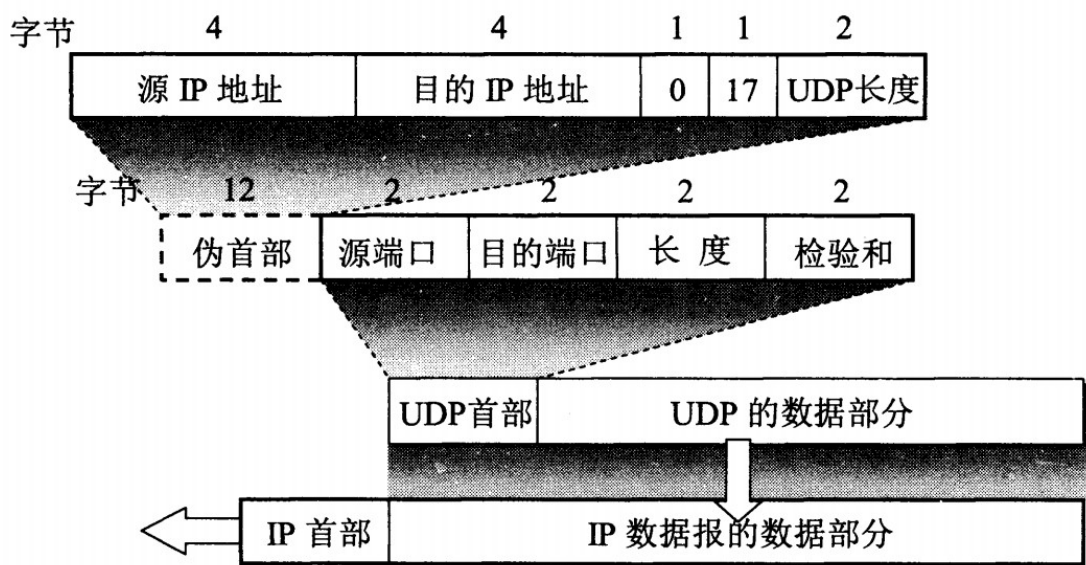 字节 4 4 1 1 2
源 IP 地址 目的 IP 地址 0 17 UDP长度
字节 12 2 2 2 2
伪首部 源端口 目的端口 长 度 检验和
UDP首部 UDP 的数据部分
IP 首部 IP 数据报的数据部分